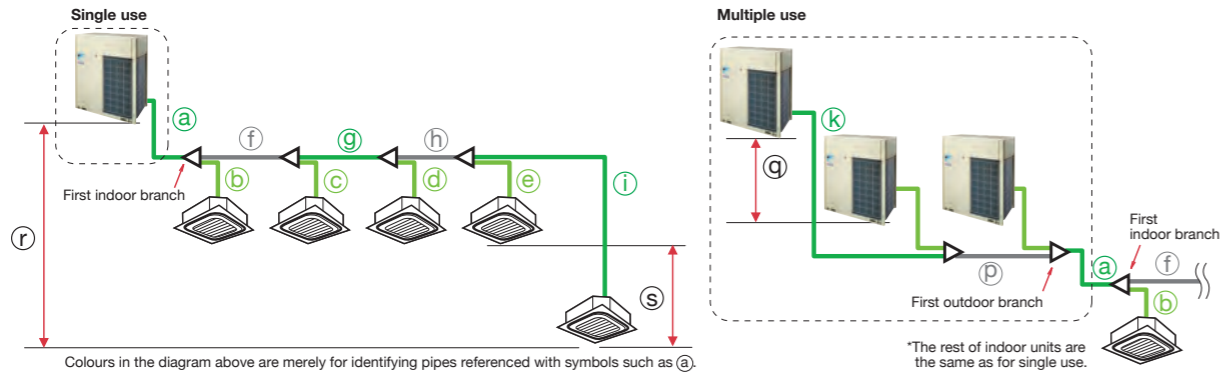 Single use
ⓐ
ⓕ
ⓖ
ⓗ
First indoor branch
ⓑ
ⓒ
ⓓ
ⓔ
ⓘ
ⓡ
ⓢ
Colours in the diagram above are merely for identifying pipes referenced with symbols such as ⓐ.
Multiple use
ⓚ
ⓠ
ⓟ
First outdoor branch
First
indoor branch
ⓐ
ⓕ
ⓑ
*The rest of indoor units are
the same as for single use.